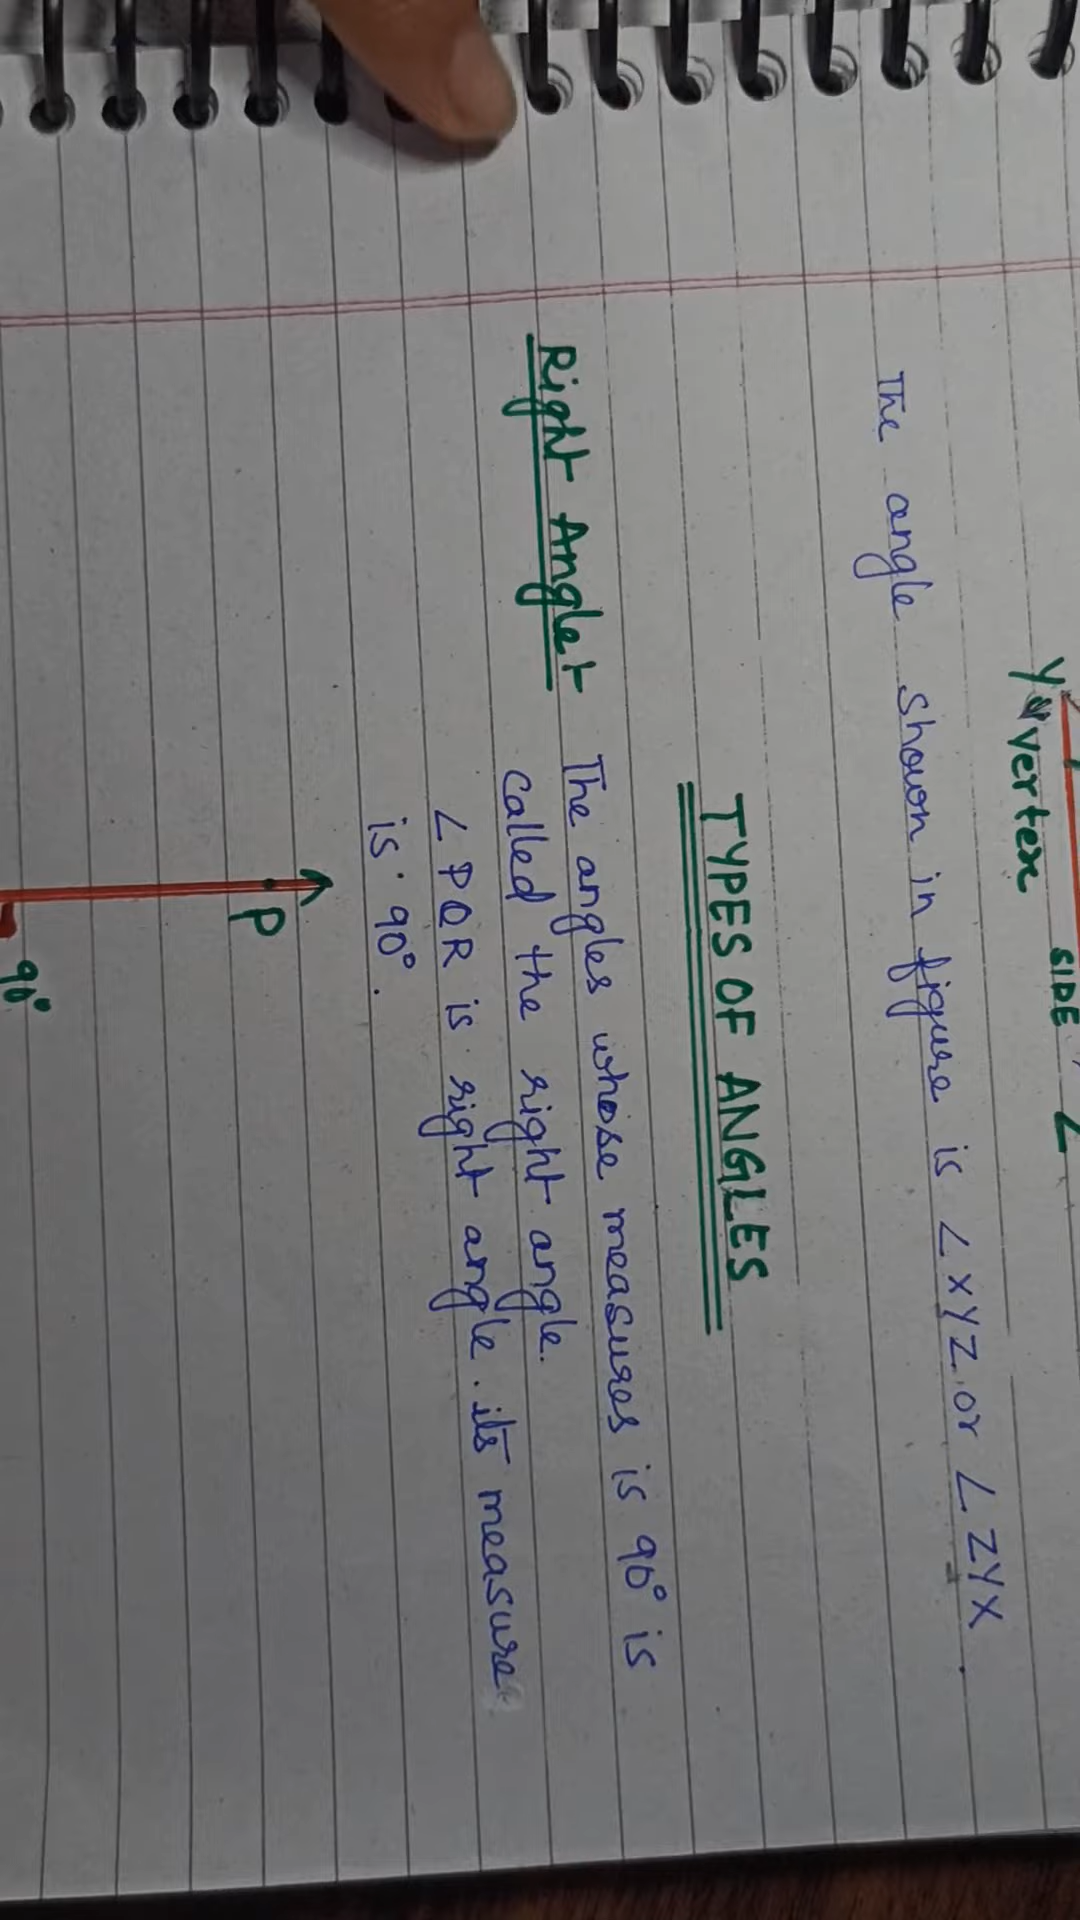 Y vertex
SIDE
The angle shown in figure is ∠XYZ or ∠ZYX
TYPES OF ANGLES
Right Angle:- The angles whose measures is 90° is
called the right angle.
∠PQR is right angle. its measure
is 90°.
P
90°